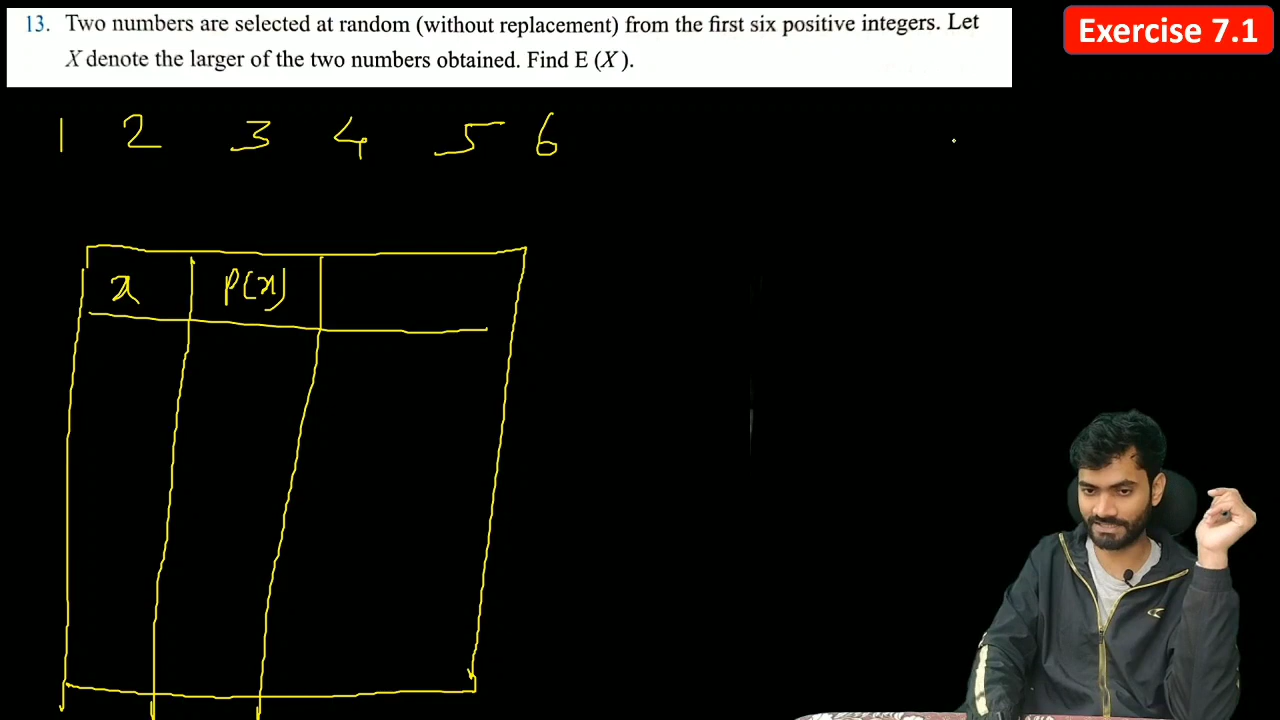 13. Two numbers are selected at random (without replacement) from the first six positive integers. Let
X denote the larger of the two numbers obtained. Find E (X).
Exercise 7.1
1 2 3 4 5 6
x P(x)